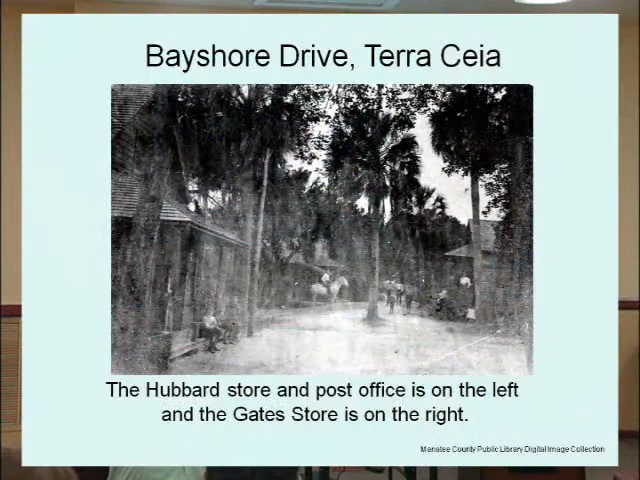 Bayshore Drive, Terra Ceia
The Hubbard store and post office is on the left
and the Gates Store is on the right.
Manatee County Public Library Digital Image Collection